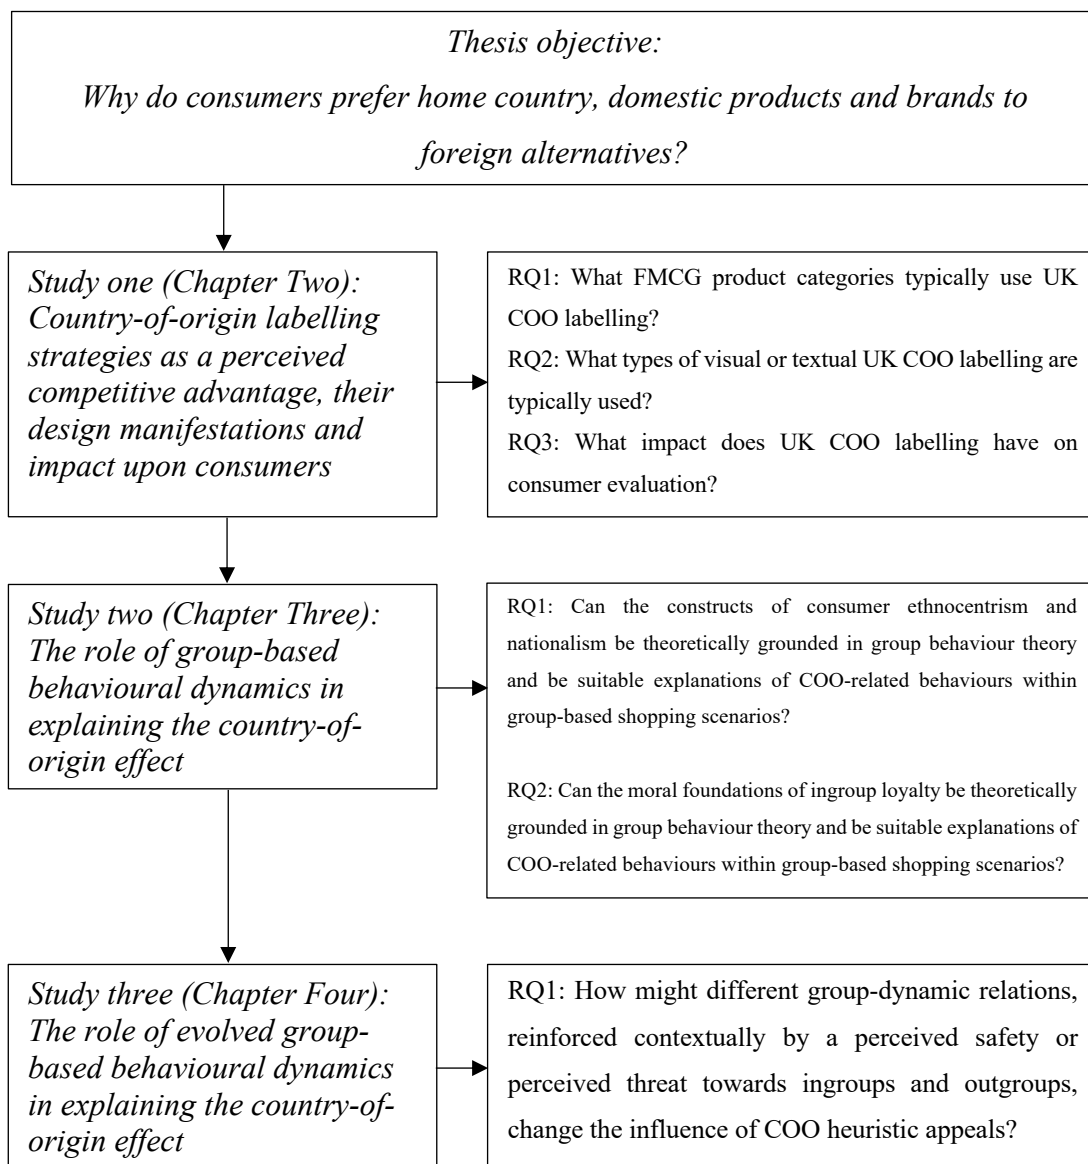 Thesis objective:
Why do consumers prefer home country, domestic products and brands to
foreign alternatives?
Study one (Chapter Two):
Country-of-origin labelling
strategies as a perceived
competitive advantage, their
design manifestations and
impact upon consumers
RQ1: What FMCG product categories typically use UK
COO labelling?
RQ2: What types of visual or textual UK COO labelling are
typically used?
RQ3: What impact does UK COO labelling have on
consumer evaluation?
Study two (Chapter Three):
The role of group-based
behavioural dynamics in
explaining the country-of-
origin effect
RQ1: Can the constructs of consumer ethnocentrism and
nationalism be theoretically grounded in group behaviour theory
and be suitable explanations of COO-related behaviours within
group-based shopping scenarios?
RQ2: Can the moral foundations of ingroup loyalty be theoretically
grounded in group behaviour theory and be suitable explanations of
COO-related behaviours within group-based shopping scenarios?
Study three (Chapter Four):
The role of evolved group-
based behavioural dynamics
in explaining the country-of-
origin effect
RQ1: How might different group-dynamic relations,
reinforced contextually by a perceived safety or
perceived threat towards ingroups and outgroups,
change the influence of COO heuristic appeals?